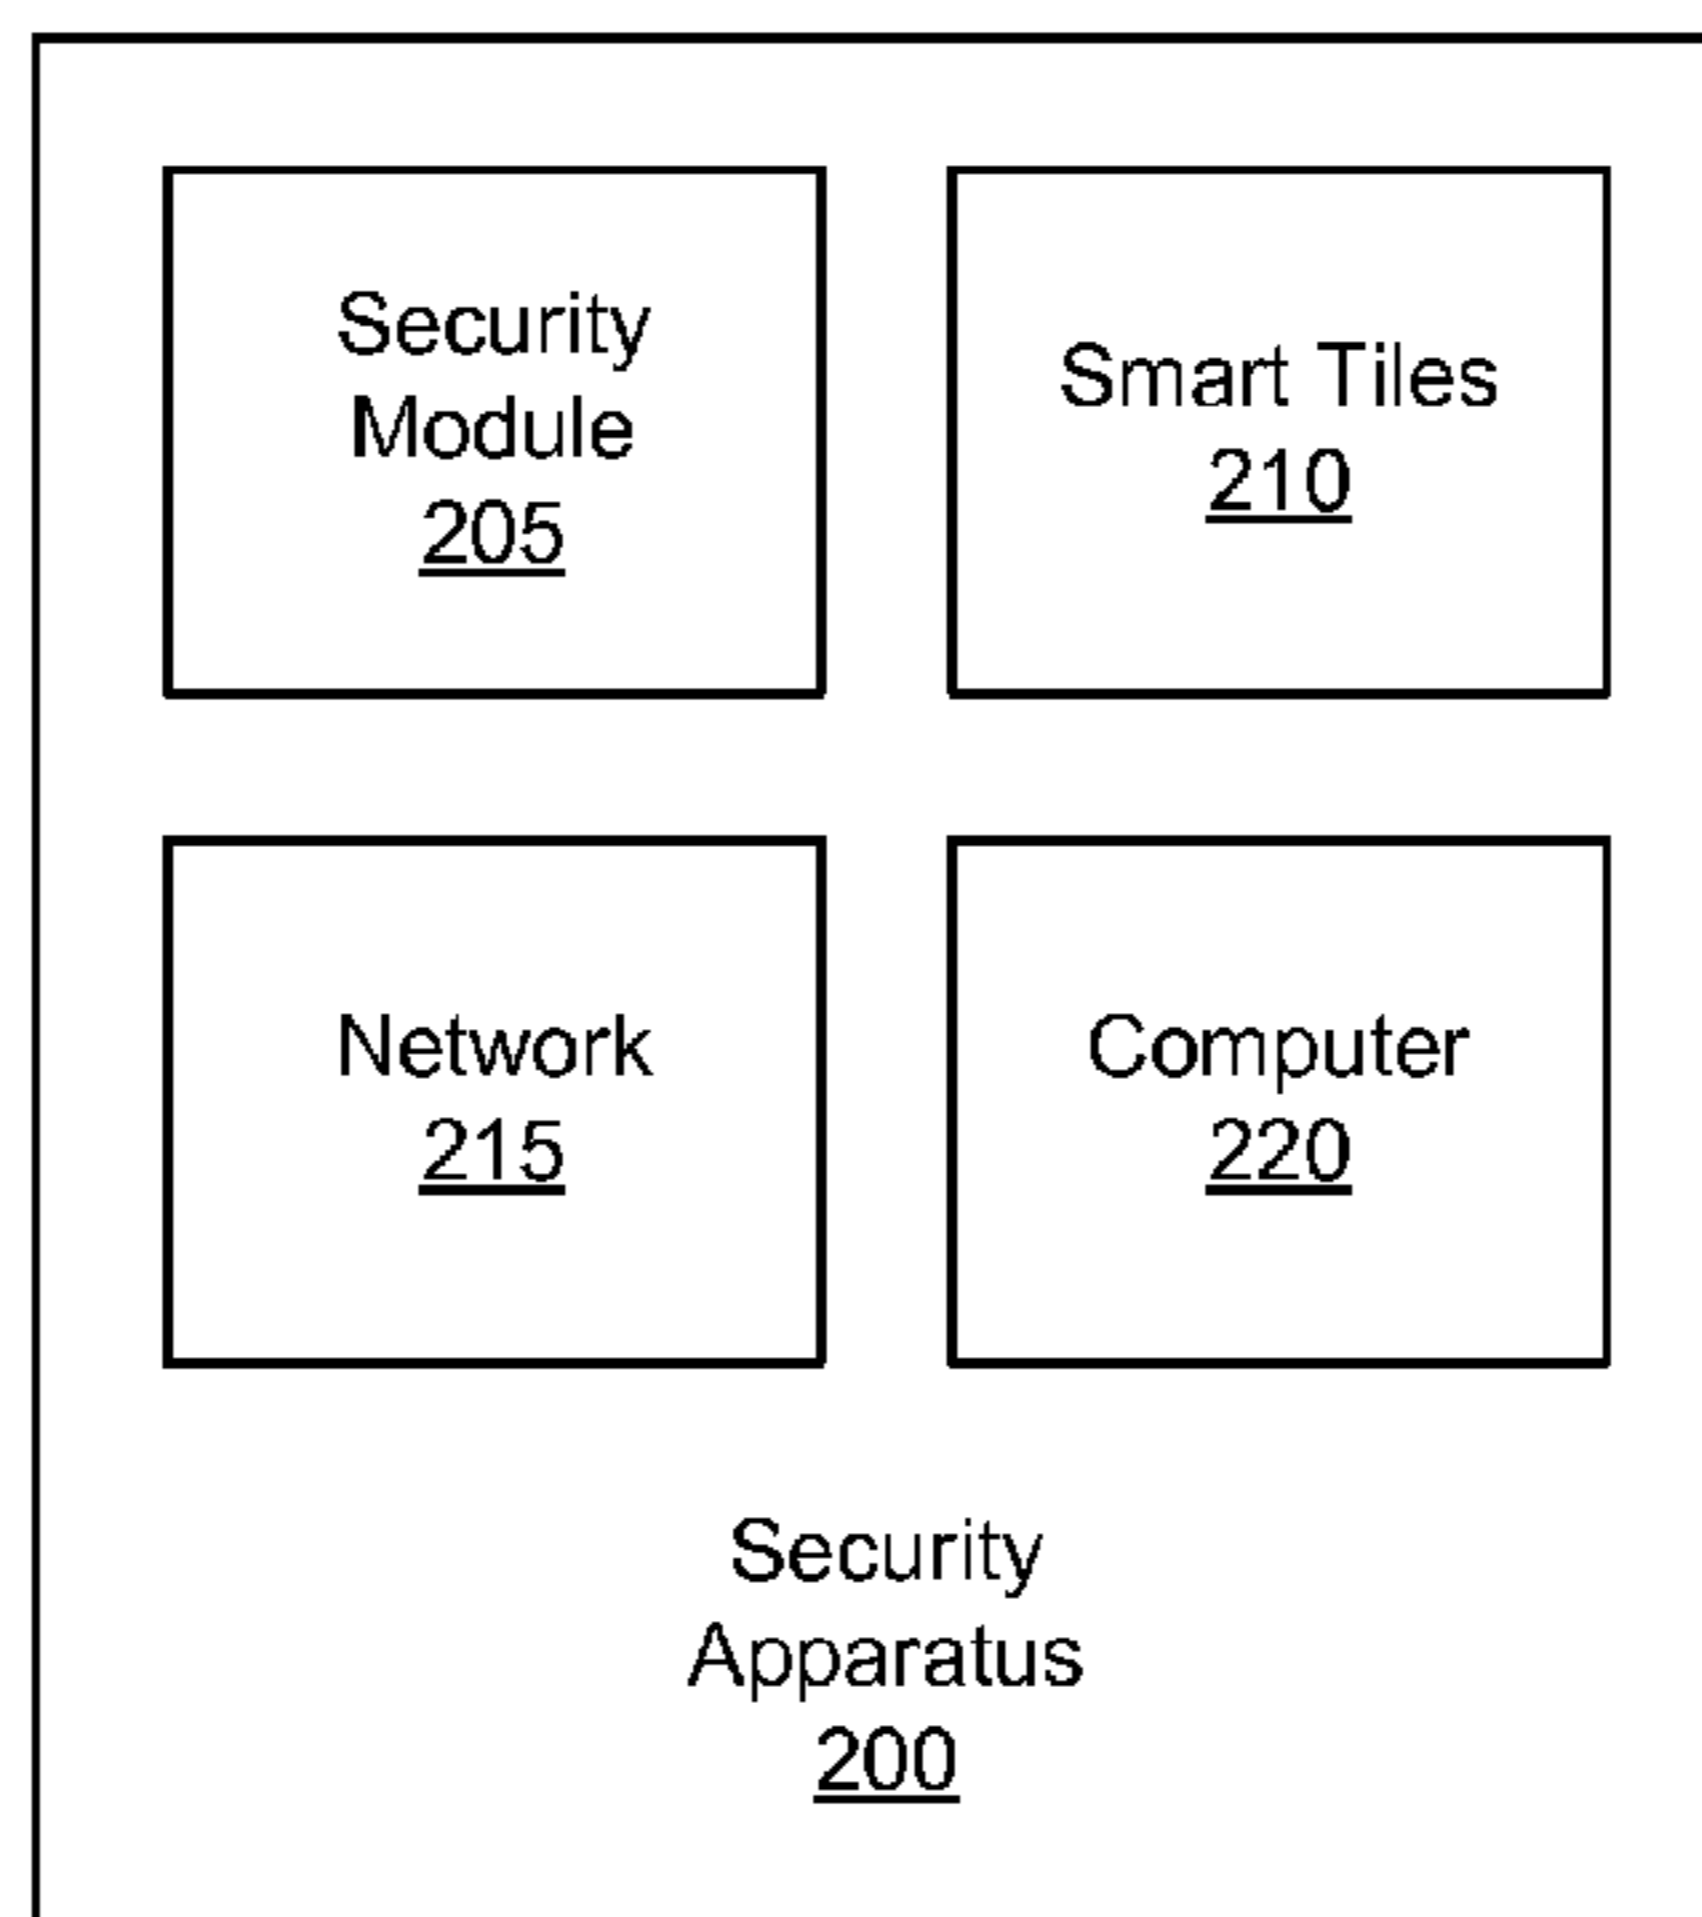 Security
Module
205
Smart Tiles
210
Network
215
Computer
220
Security
Apparatus
200